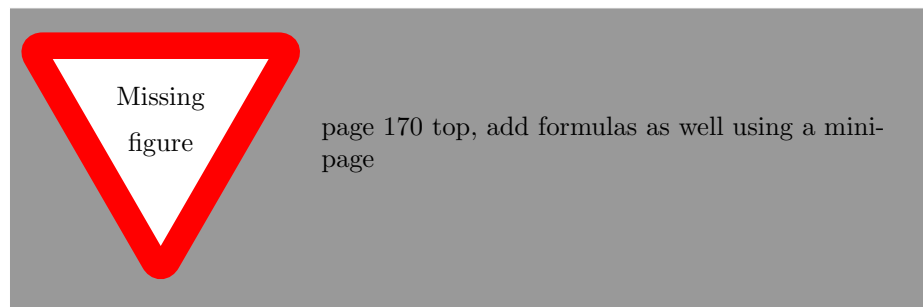 Missing
figure
page 170 top, add formulas as well using a mini-
page